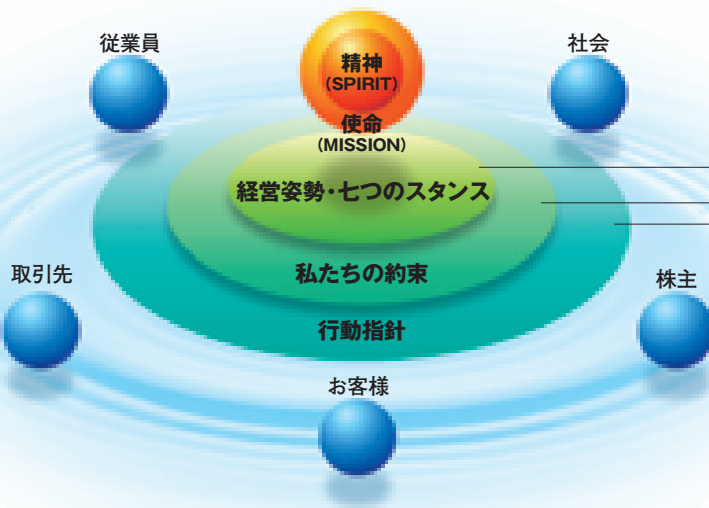 従業員
社会
精神
(SPIRIT)
使命
(MISSION)
経営姿勢・七つのスタンス
私たちの約束
取引先
株主
行動指針
お客様